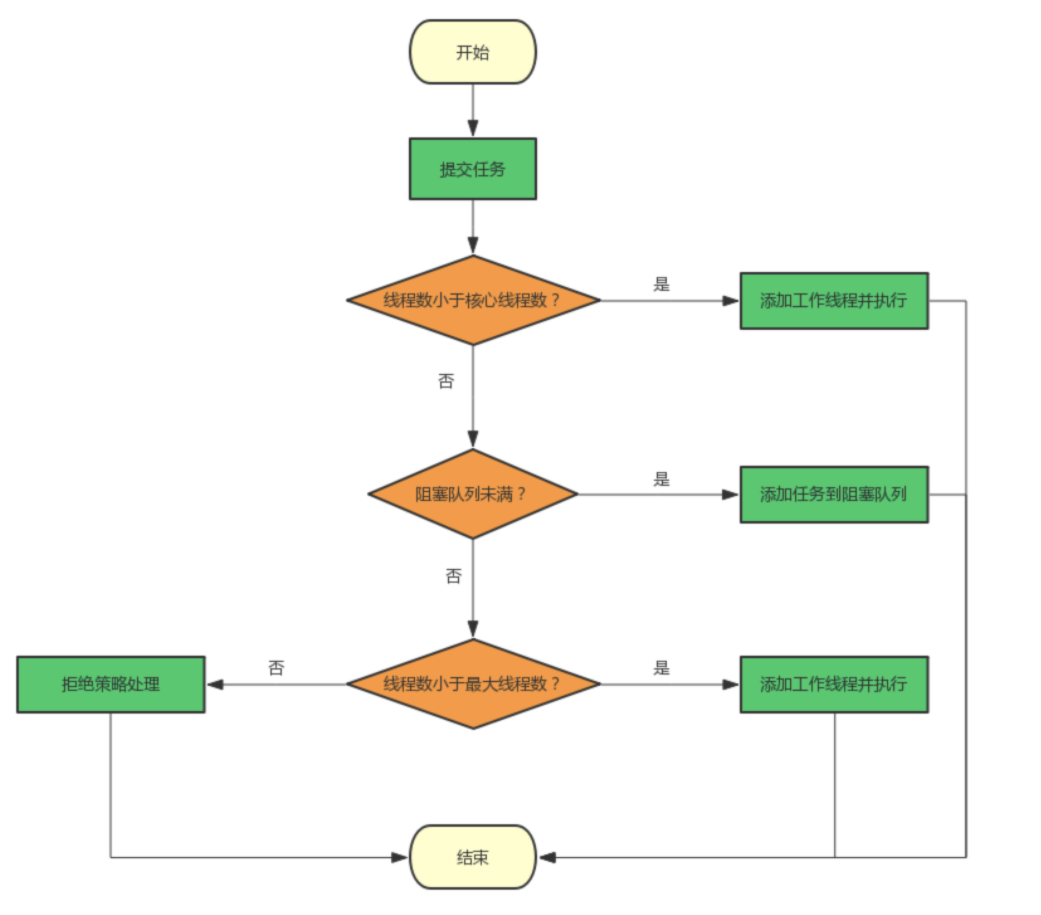 开始
提交任务
线程数小于核心线程数？
是
添加工作线程并执行
否
阻塞队列未满？
是
添加任务到阻塞队列
否
拒绝策略处理
否
线程数小于最大线程数？
是
添加工作线程并执行
结束